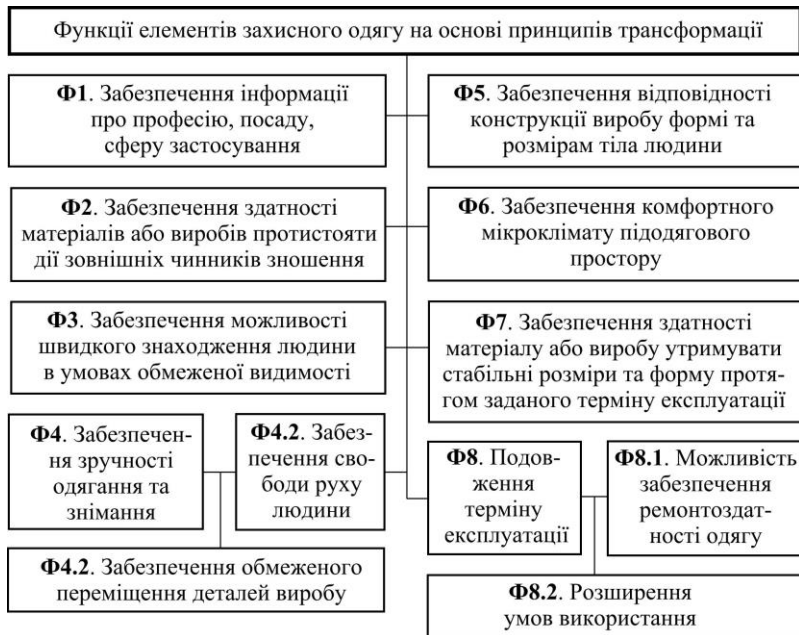 Функції елементів захисного одягу на основі принципів трансформації
Ф1. Забезпечення інформації
про професію, посаду,
сферу застосування
Ф5. Забезпечення відповідності
конструкції виробу формі та
розмірам тіла людини
Ф2. Забезпечення здатності
матеріалів або виробів протистояти
дії зовнішніх чинників зношення
Ф6. Забезпечення комфортного
мікроклімату підодягового
простору
Ф3. Забезпечення можливості
швидкого знаходження людини
в умовах обмеженої видимості
Ф7. Забезпечення здатності
матеріалу або виробу утримувати
стабільні розміри та форму протя-
гом заданого терміну експлуатації
Ф4. Забезпечен-
ня зручності
одягання та
знімання
Ф4.2. Забез-
печення сво-
боди руху
людини
Ф8. Подов-
ження
терміну
експлуатації
Ф8.1. Можливість
забезпечення
ремонтоздат-
ності одягу
Ф4.2. Забезпечення обмеженого
переміщення деталей виробу
Ф8.2. Розширення
умов використання